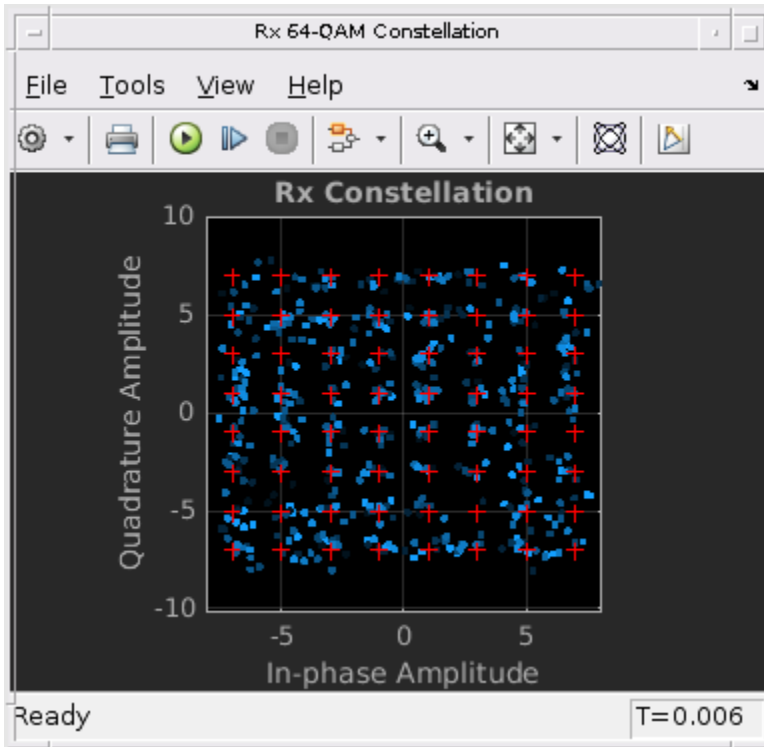 Rx 64-QAM Constellation
File Tools View Help
Rx Constellation
10
5
0
-5
-10
Quadrature Amplitude
-5 0 5
In-phase Amplitude
Ready T=0.006